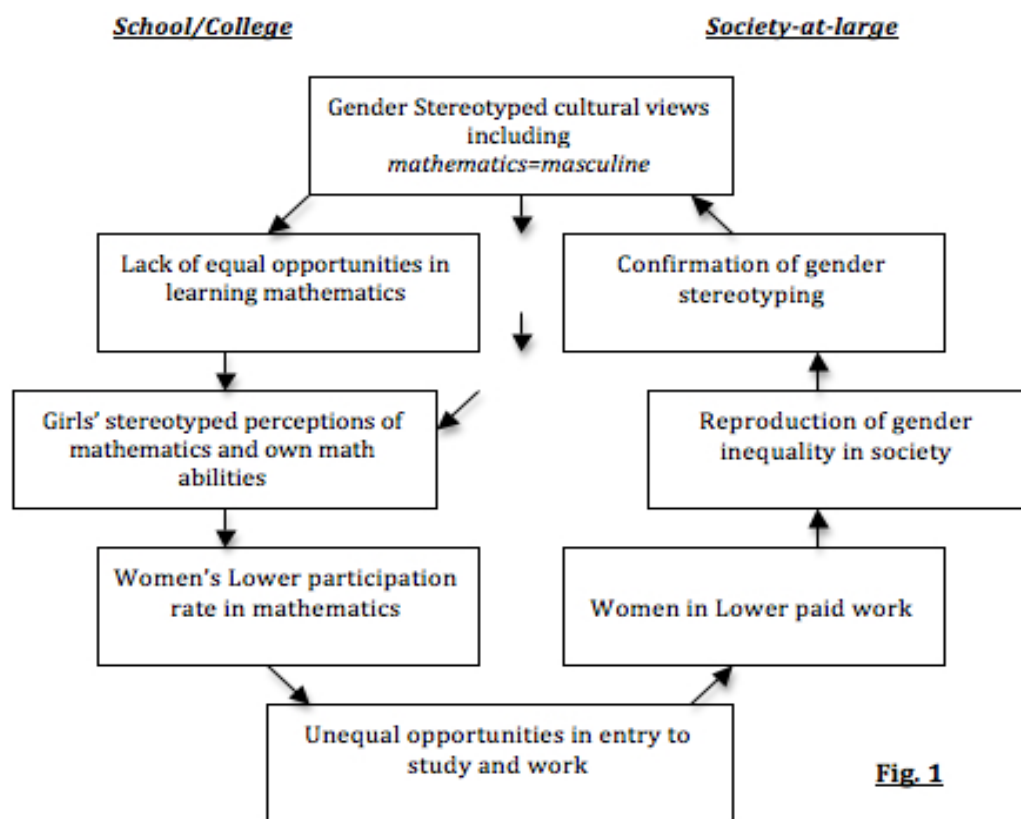 School/College
Society-at-large
Gender Stereotyped cultural views
including
mathematics=masculine
Lack of equal opportunities in
learning mathematics
Confirmation of gender
stereotyping
Girls’ stereotyped perceptions of
mathematics and own math
abilities
Reproduction of gender
inequality in society
Women’s Lower participation
rate in mathematics
Women in Lower paid work
Unequal opportunities in entry to
study and work
Fig. 1